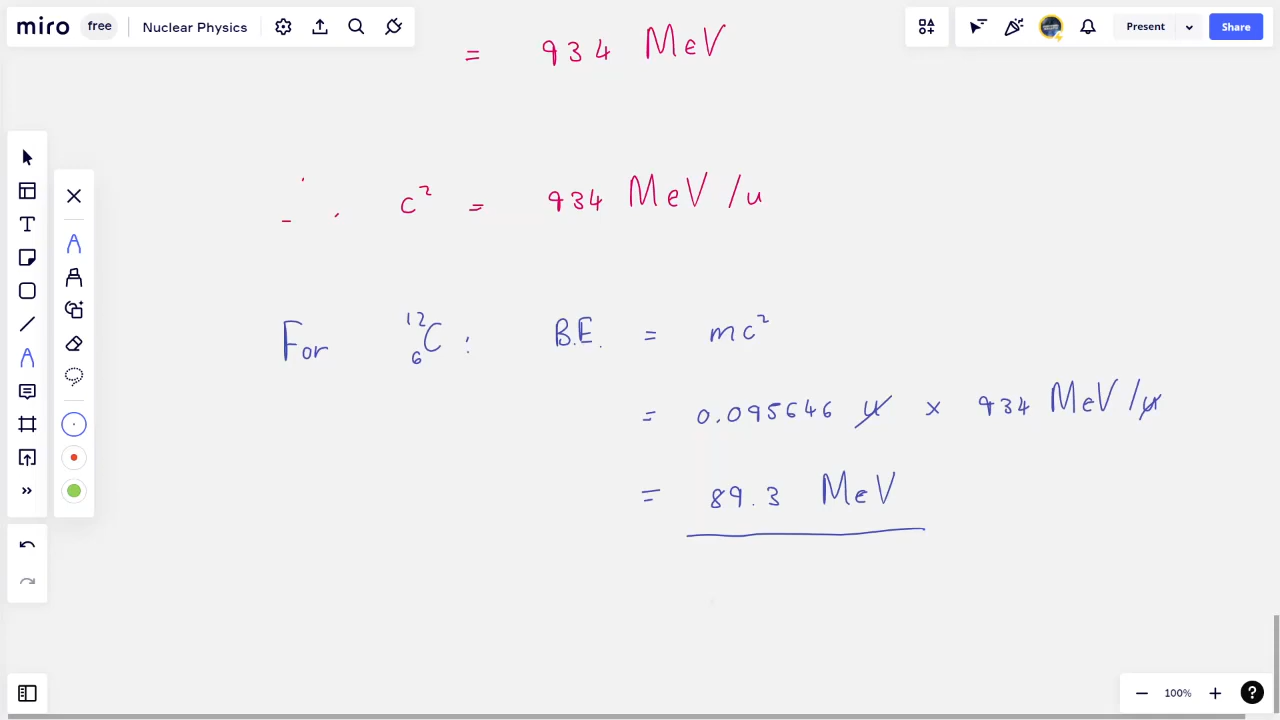 miro free Nuclear Physics Present Share
= 934 MeV
∴ c² = 934 MeV/u
For ¹²₆C : B.E. = mc²
= 0.095646 u × 934 MeV/u
= 89.3 MeV
100%